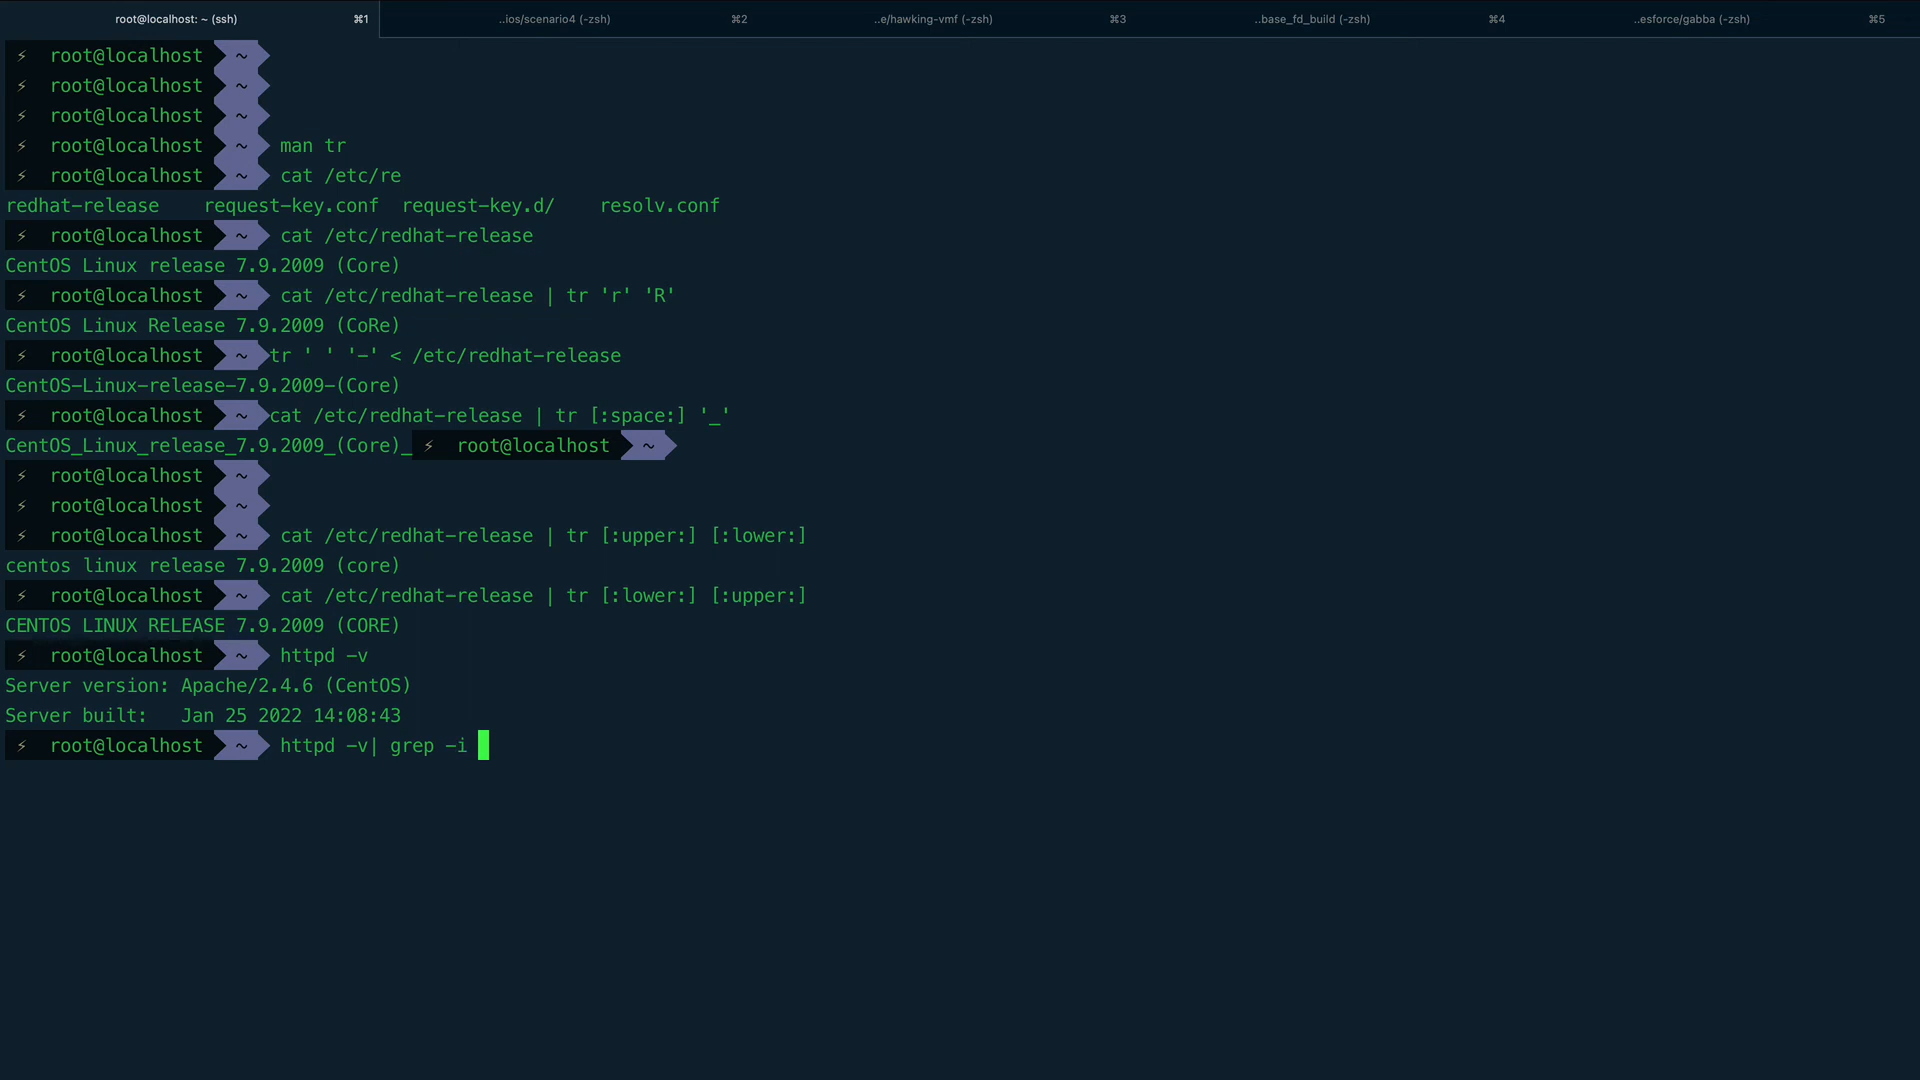 root@localhost: ~ (ssh) ⌘1 ..ios/scenario4 (-zsh) ⌘2 ..e/hawking-vmf (-zsh) ⌘3 ..base_fd_build (-zsh) ⌘4 ..esforce/gabba (-zsh) ⌘5
⚡ root@localhost ~
⚡ root@localhost ~
⚡ root@localhost ~
⚡ root@localhost ~ man tr
⚡ root@localhost ~ cat /etc/re
redhat-release request-key.conf request-key.d/ resolv.conf
⚡ root@localhost ~ cat /etc/redhat-release
CentOS Linux release 7.9.2009 (Core)
⚡ root@localhost ~ cat /etc/redhat-release | tr 'r' 'R'
CentOS Linux Release 7.9.2009 (CoRe)
⚡ root@localhost ~ tr ' ' '-' < /etc/redhat-release
CentOS-Linux-release-7.9.2009-(Core)
⚡ root@localhost ~ cat /etc/redhat-release | tr [:space:] '_'
CentOS_Linux_release_7.9.2009_(Core)_ ⚡ root@localhost ~
⚡ root@localhost ~
⚡ root@localhost ~
⚡ root@localhost ~ cat /etc/redhat-release | tr [:upper:] [:lower:]
centos linux release 7.9.2009 (core)
⚡ root@localhost ~ cat /etc/redhat-release | tr [:lower:] [:upper:]
CENTOS LINUX RELEASE 7.9.2009 (CORE)
⚡ root@localhost ~ httpd -v
Server version: Apache/2.4.6 (CentOS)
Server built:   Jan 25 2022 14:08:43
⚡ root@localhost ~ httpd -v| grep -i